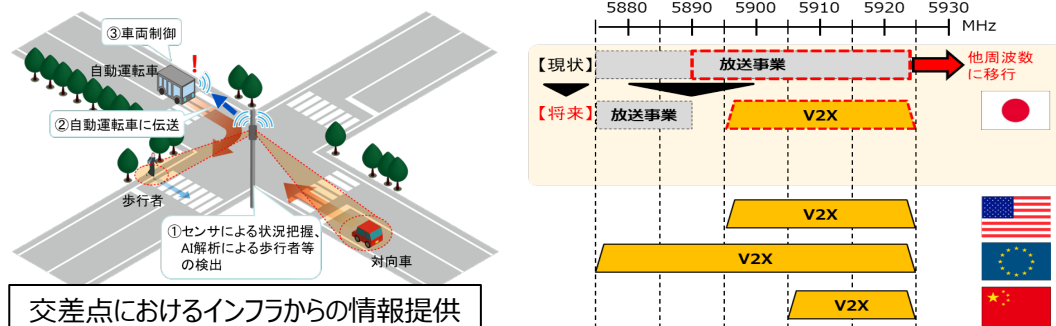 ③車両制御
自動運転車
!
②自動運転車に伝送
歩行者
①センサによる状況把握、
AI解析による歩行者等
の検出
対向車
交差点におけるインフラからの情報提供
5880 5890 5900 5910 5920 5930
MHz
【現状】
放送事業
他周波数
に移行
【将来】
放送事業
V2X
V2X
V2X
V2X